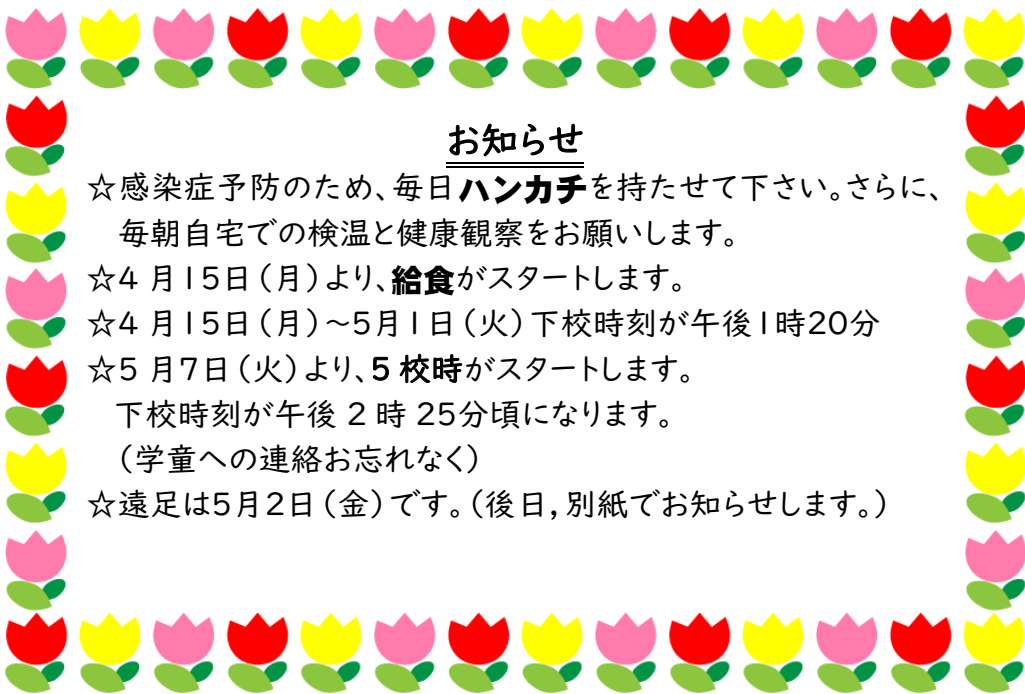 お知らせ
☆感染症予防のため、毎日ハンカチを持たせて下さい。さらに、
毎朝自宅での検温と健康観察をお願いします。
☆4月15日(月)より、給食がスタートします。
☆4月15日(月)～5月1日(火)下校時刻が午後1時20分
☆5月7日(火)より、5校時がスタートします。
下校時刻が午後2時25分頃になります。
(学童への連絡お忘れなく)
☆遠足は5月2日(金)です。(後日,別紙でお知らせします。)